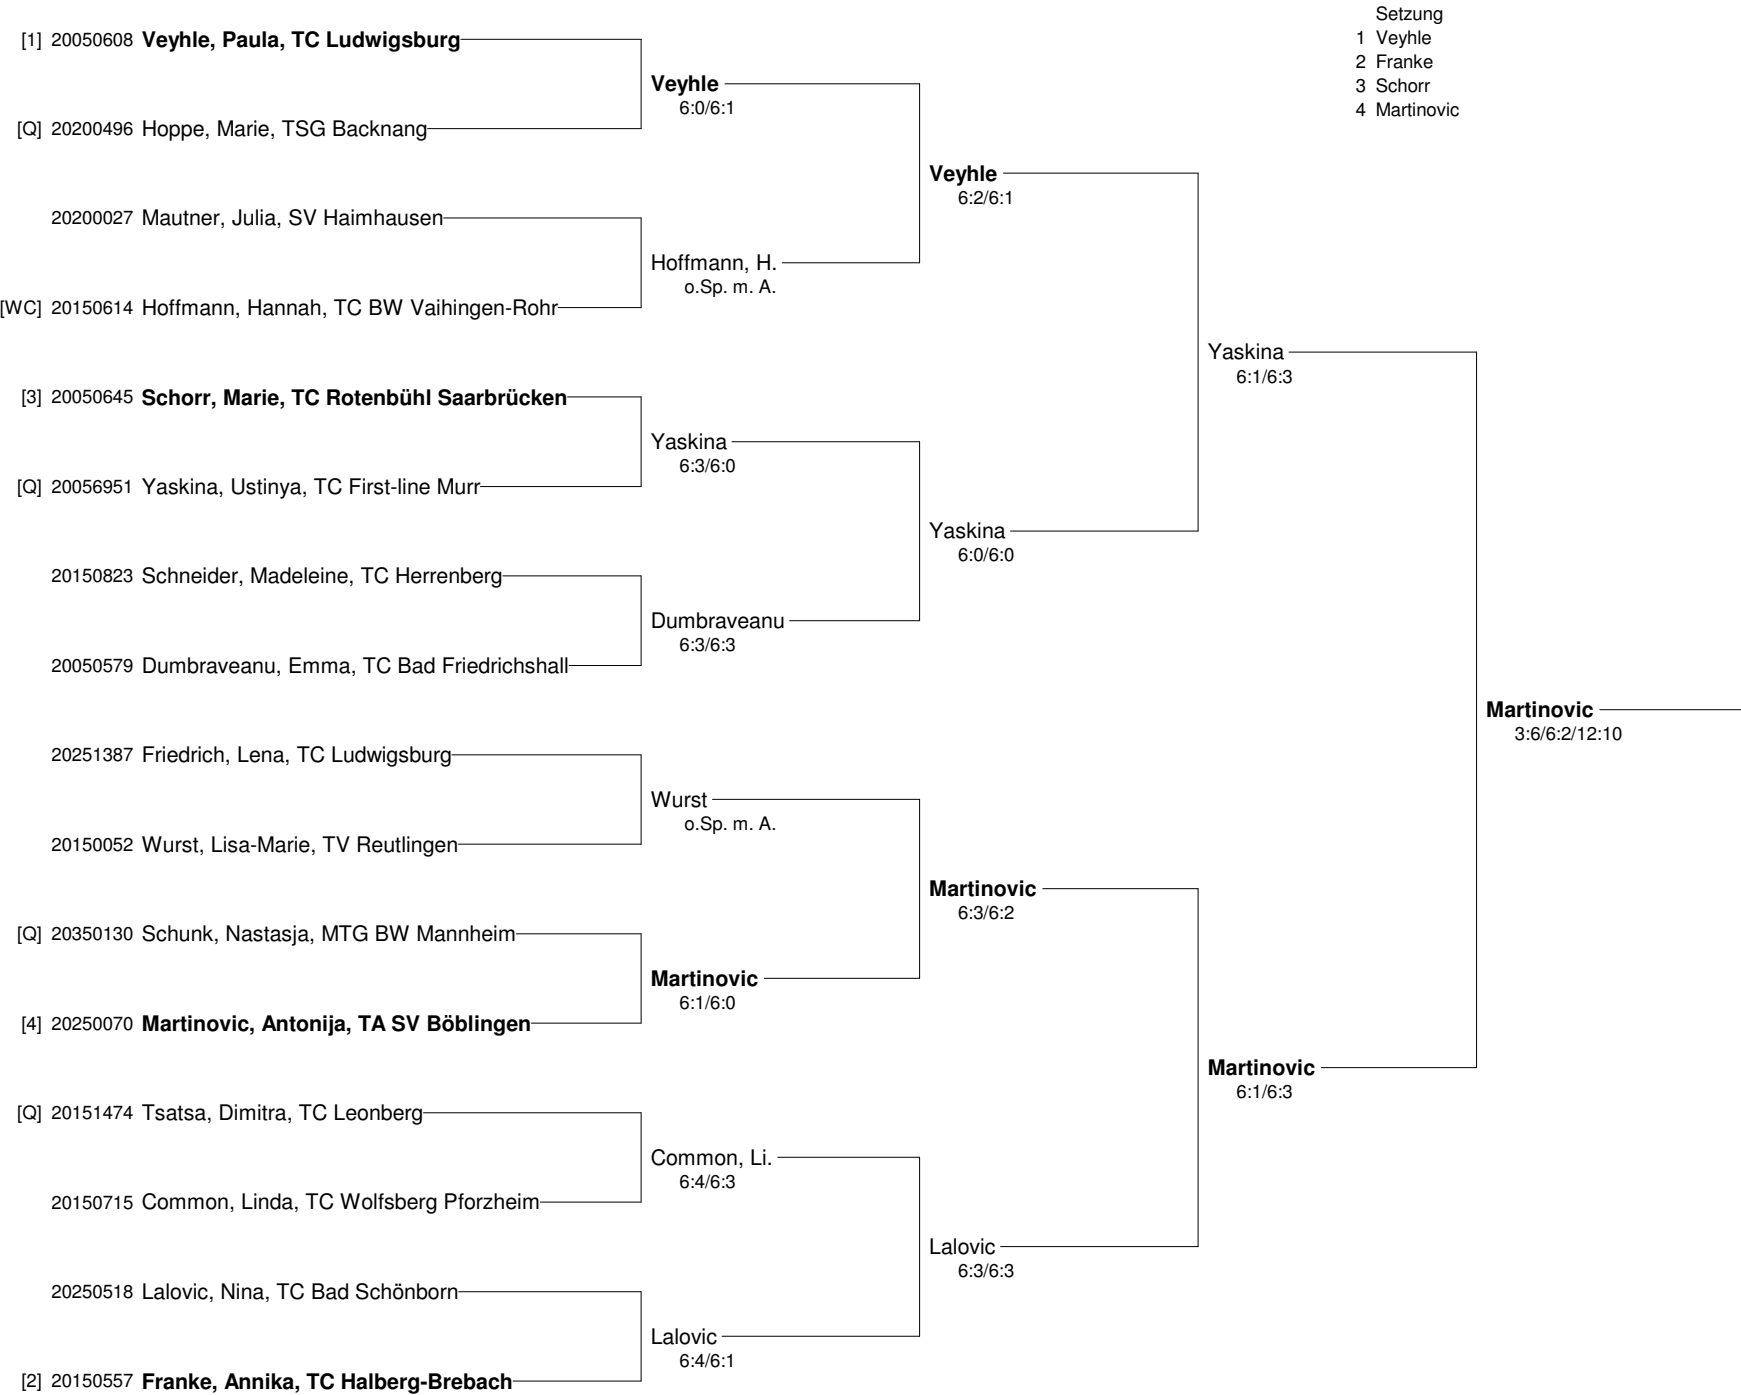 Setzung
1 Veyhle
2 Franke
3 Schorr
4 Martinovic
[1] 20050608 Veyhle, Paula, TC Ludwigsburg
Veyhle
6:0/6:1
[Q] 20200496 Hoppe, Marie, TSG Backnang
Veyhle
6:2/6:1
20200027 Mautner, Julia, SV Haimhausen
Hoffmann, H.
o.Sp. m. A.
[WC] 20150614 Hoffmann, Hannah, TC BW Vaihingen-Rohr
Yaskina
6:1/6:3
[3] 20050645 Schorr, Marie, TC Rotenbühl Saarbrücken
Yaskina
6:3/6:0
[Q] 20056951 Yaskina, Ustinya, TC First-line Murr
Yaskina
6:0/6:0
20150823 Schneider, Madeleine, TC Herrenberg
Dumbraveanu
6:3/6:3
20050579 Dumbraveanu, Emma, TC Bad Friedrichshall
Martinovic
3:6/6:2/12:10
20251387 Friedrich, Lena, TC Ludwigsburg
Wurst
o.Sp. m. A.
20150052 Wurst, Lisa-Marie, TV Reutlingen
Martinovic
6:3/6:2
[Q] 20350130 Schunk, Nastasja, MTG BW Mannheim
Martinovic
6:1/6:0
[4] 20250070 Martinovic, Antonija, TA SV Böblingen
Martinovic
6:1/6:3
[Q] 20151474 Tsatsa, Dimitra, TC Leonberg
Common, Li.
6:4/6:3
20150715 Common, Linda, TC Wolfsberg Pforzheim
Lalovic
6:3/6:3
20250518 Lalovic, Nina, TC Bad Schönborn
Lalovic
6:4/6:1
[2] 20150557 Franke, Annika, TC Halberg-Brebach